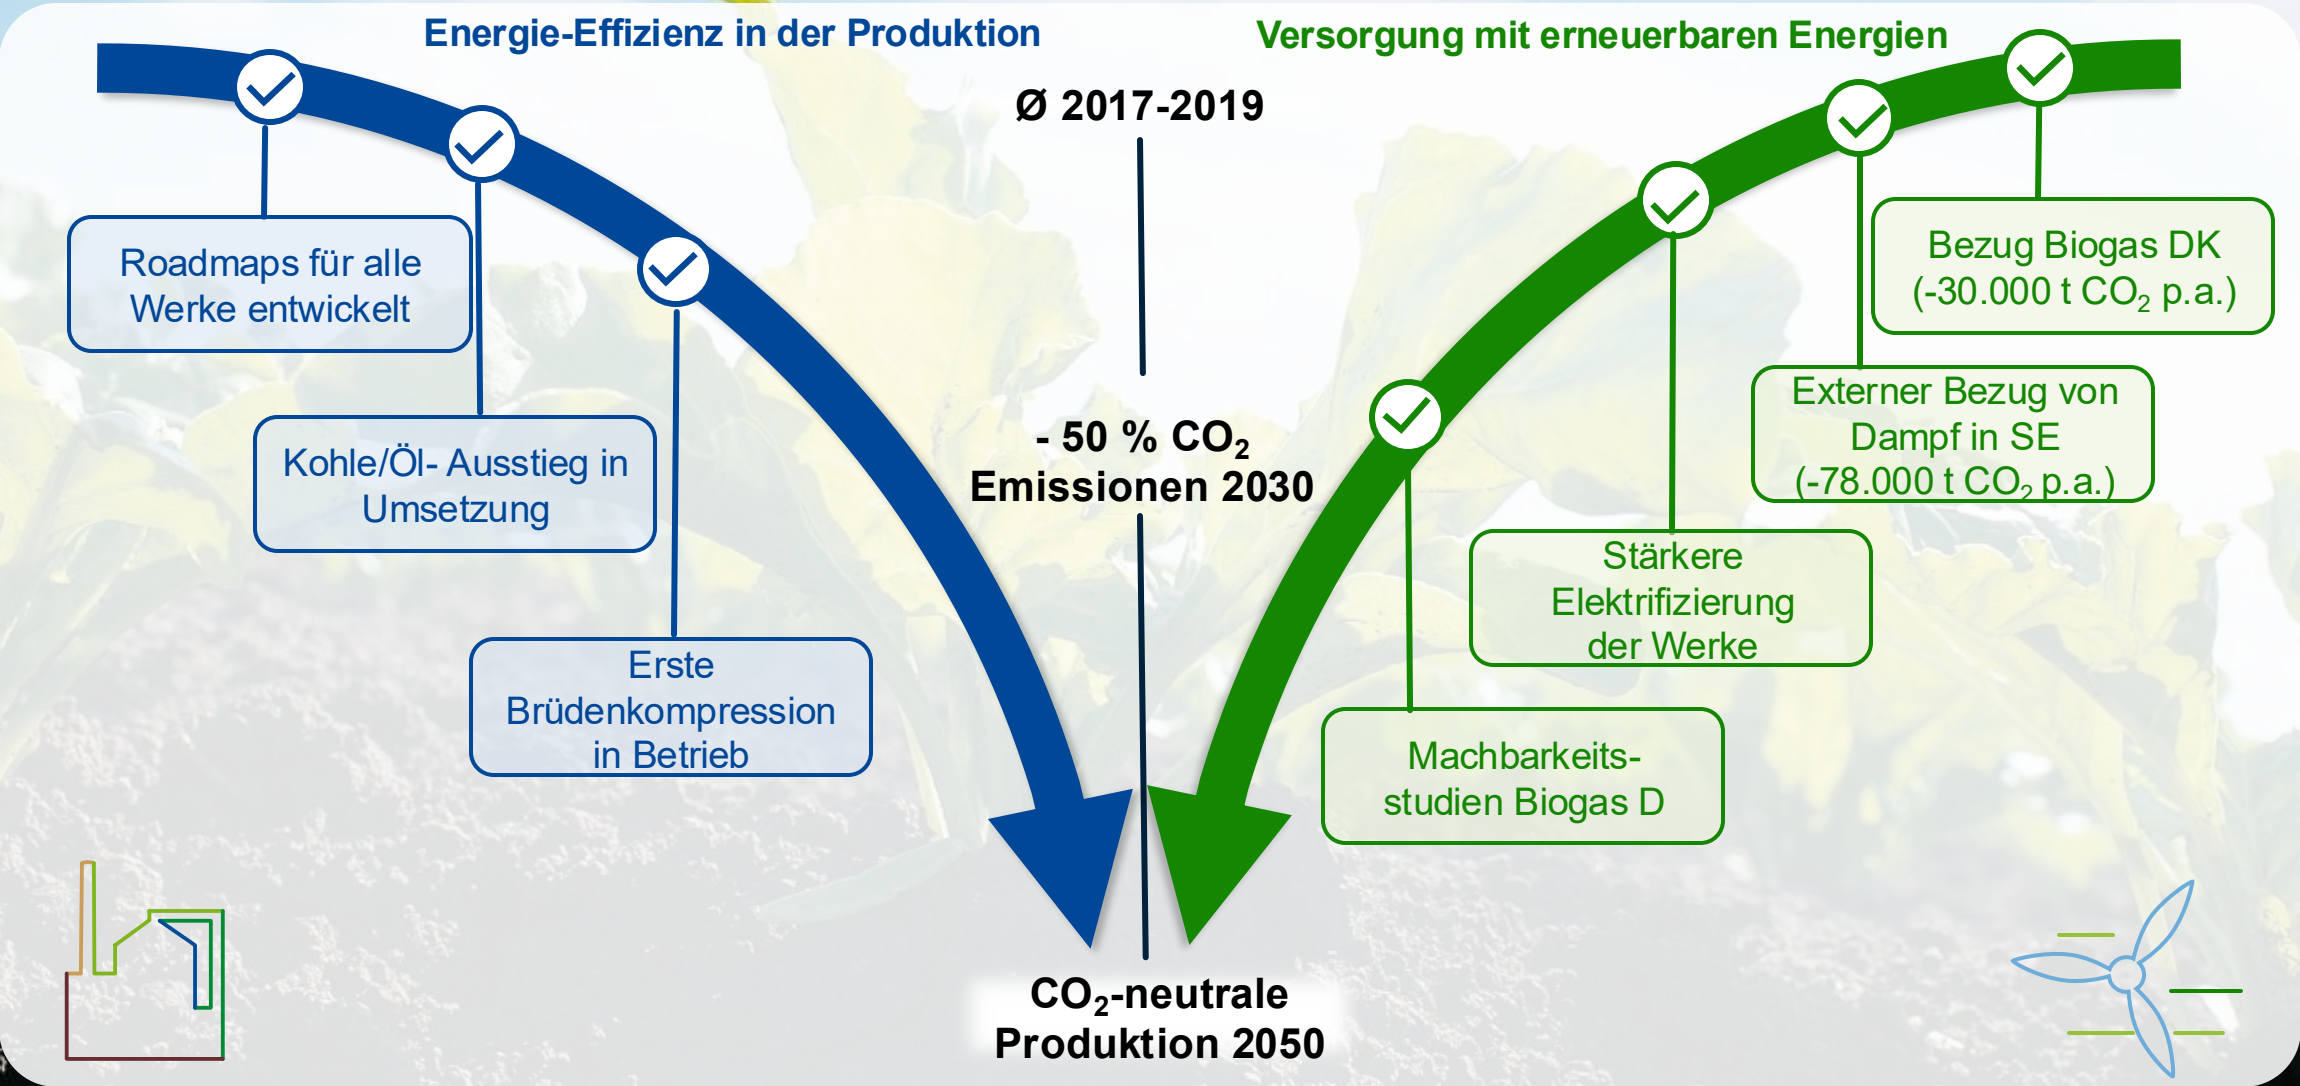 Energie-Effizienz in der Produktion
Versorgung mit erneuerbaren Energien
Ø 2017-2019
Roadmaps für alle
Werke entwickelt
Kohle/Öl- Ausstieg in
Umsetzung
Erste
Brüdenkompression
in Betrieb
- 50 % CO₂
Emissionen 2030
Bezug Biogas DK
(-30.000 t CO₂ p.a.)
Externer Bezug von
Dampf in SE
(-78.000 t CO₂ p.a.)
Stärkere
Elektrifizierung
der Werke
Machbarkeits-
studien Biogas D
CO₂-neutrale
Produktion 2050